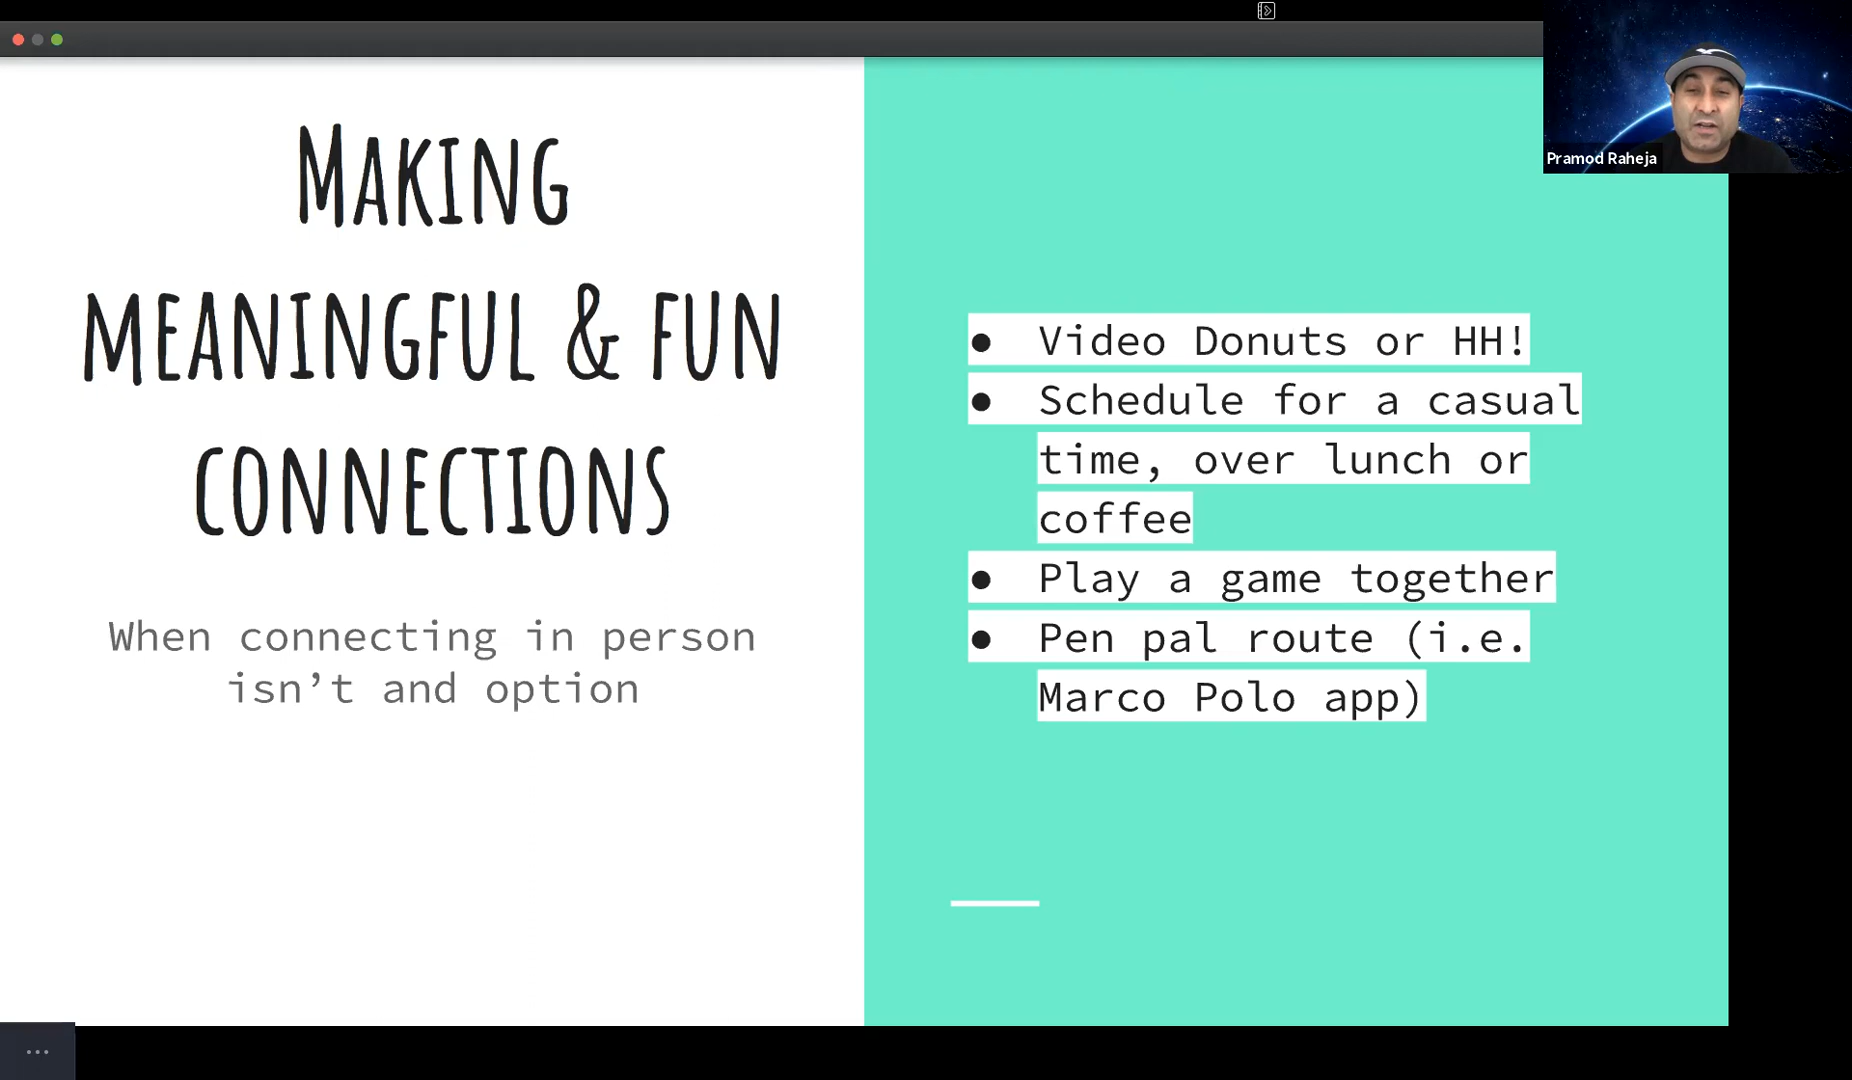 Making
meaningful & fun
connections
When connecting in person
isn’t and option
● Video Donuts or HH!
● Schedule for a casual
time, over lunch or
coffee
● Play a game together
● Pen pal route (i.e.
Marco Polo app)
Pramod Raheja